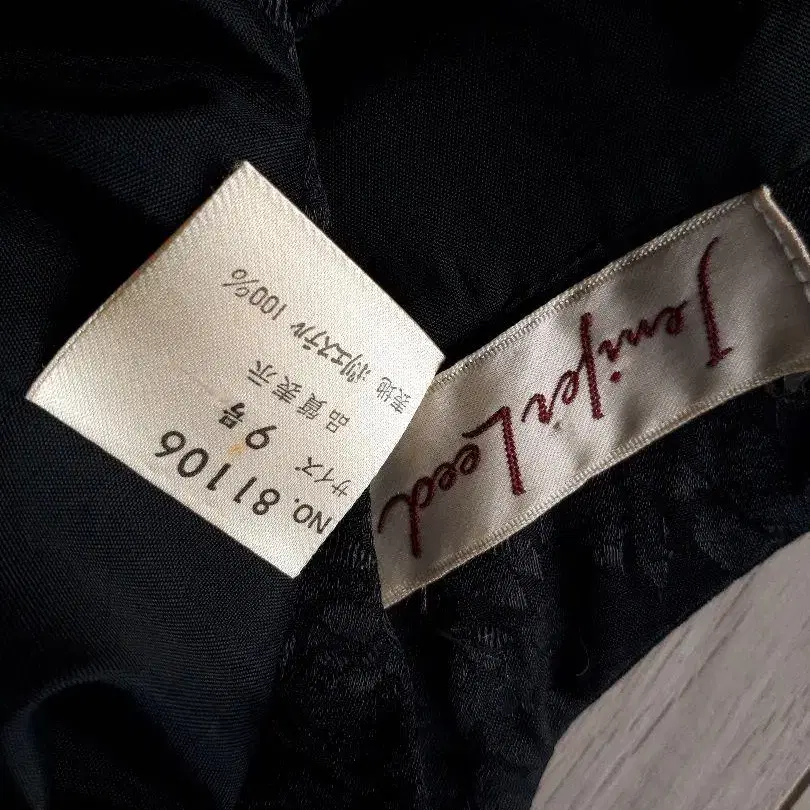 Jenifer Leed
NO. 81106
サイズ 9号
品質表示
表地 ポリエステル 100%